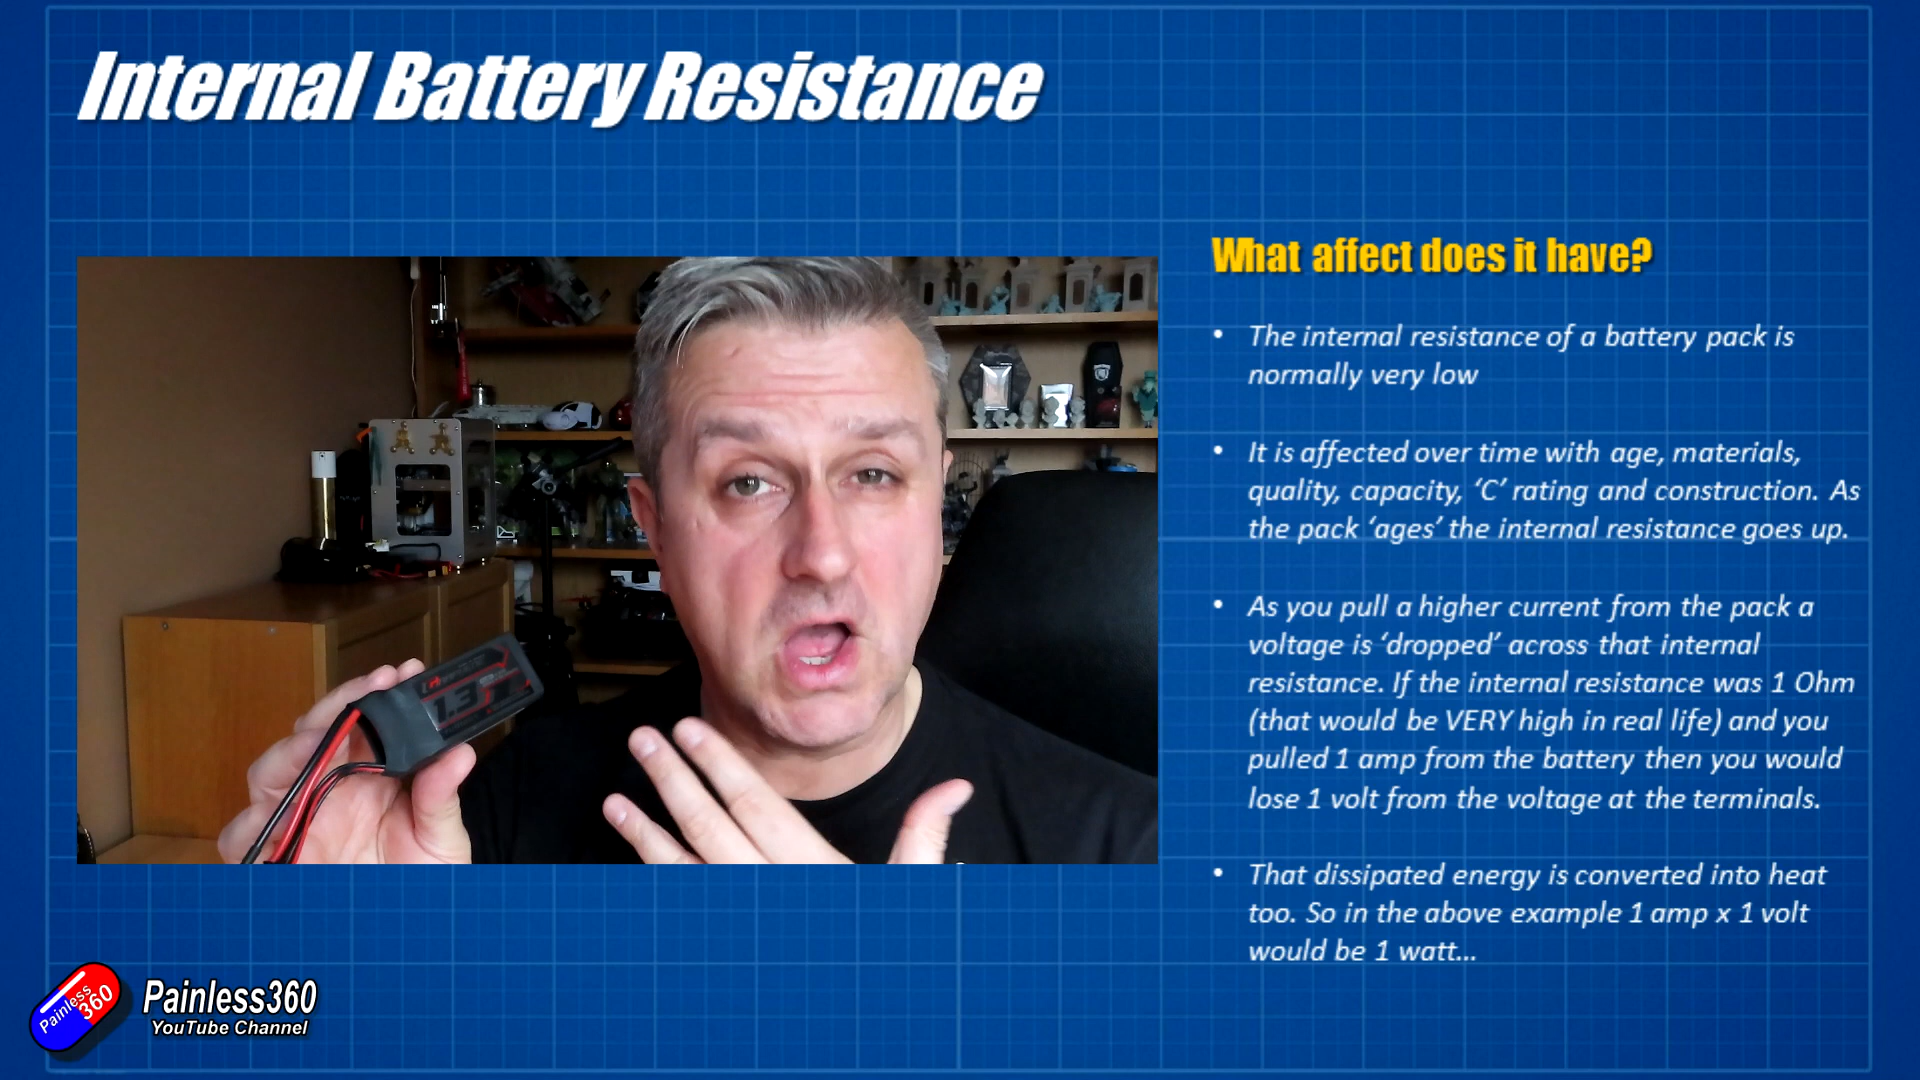 Internal Battery Resistance
What affect does it have?
• The internal resistance of a battery pack is
normally very low
• It is affected over time with age, materials,
quality, capacity, ‘C’ rating and construction. As
the pack ‘ages’ the internal resistance goes up.
• As you pull a higher current from the pack a
voltage is ‘dropped’ across that internal
resistance. If the internal resistance was 1 Ohm
(that would be VERY high in real life) and you
pulled 1 amp from the battery then you would
lose 1 volt from the voltage at the terminals.
• That dissipated energy is converted into heat
too. So in the above example 1 amp x 1 volt
would be 1 watt...
1.3
Painless
360
Painless360
YouTube Channel